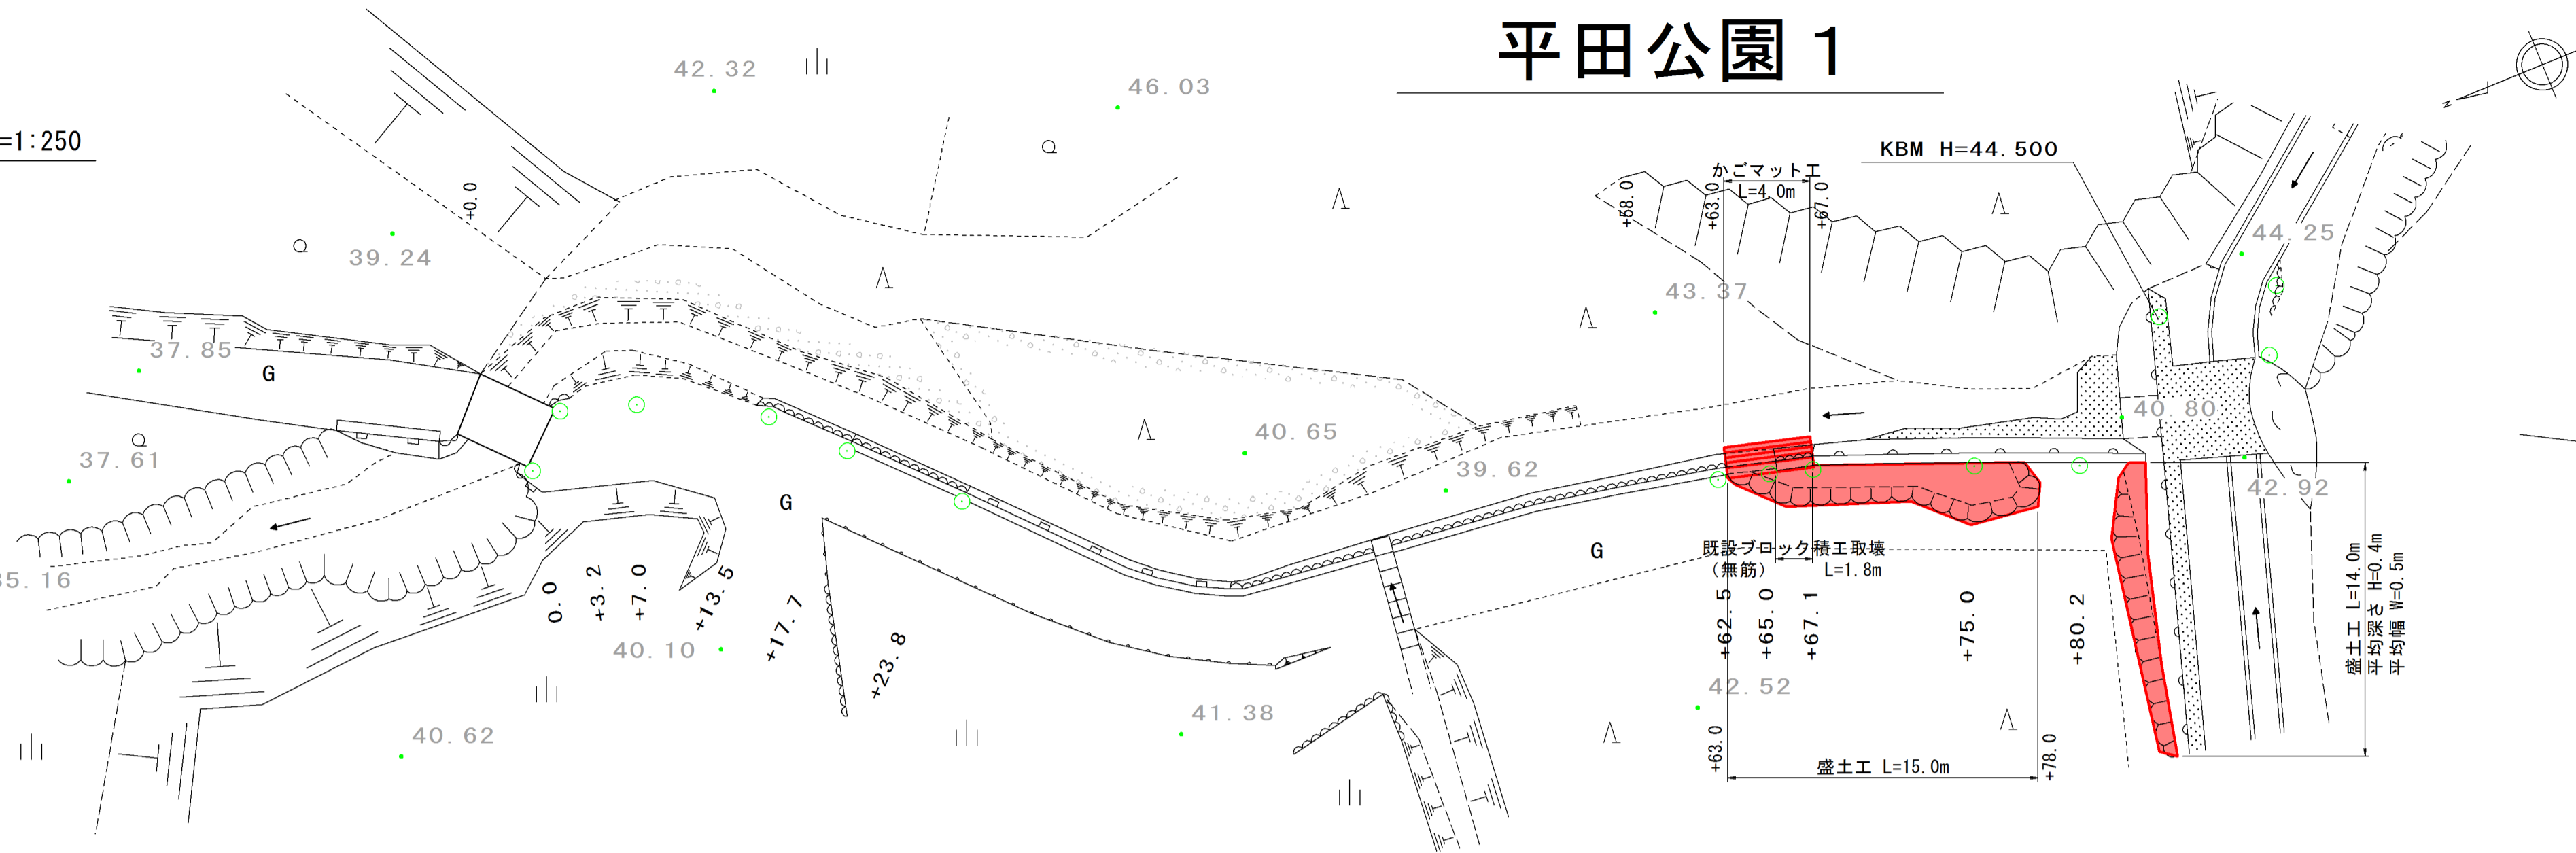 平田公園1
=1:250
42.32
46.03
KBM H=44.500
かごマット工
L=4.0m
+0.0
+58.0
+63.0
+67.0
N
39.24
44.25
43.37
37.85
G
40.80
40.65
37.61
39.62
42.92
G
G
既設ブロック積工取壊
(無筋)
L=1.8m
35.16
0.0
+3.2
+7.0
+13.5
+17.7
+23.8
+62.5
+65.0
+67.1
+75.0
+80.2
盛土工 L=14.0m
平均深さ H=0.4m
平均幅 W=0.5m
40.10
42.52
41.38
40.62
+63.0
盛土工 L=15.0m
+78.0